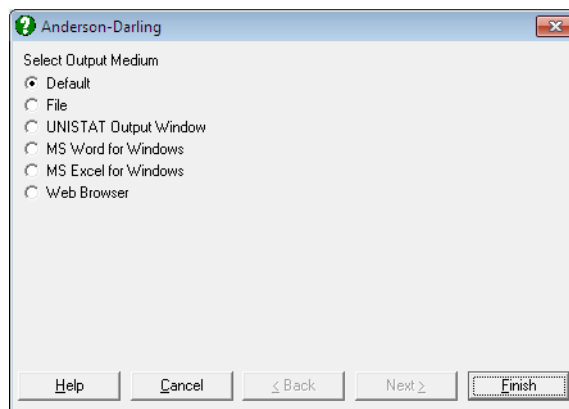 Anderson-Darling
Select Output Medium
Default
File
UNISTAT Output Window
MS Word for Windows
MS Excel for Windows
Web Browser
Help Cancel < Back Next > Finish